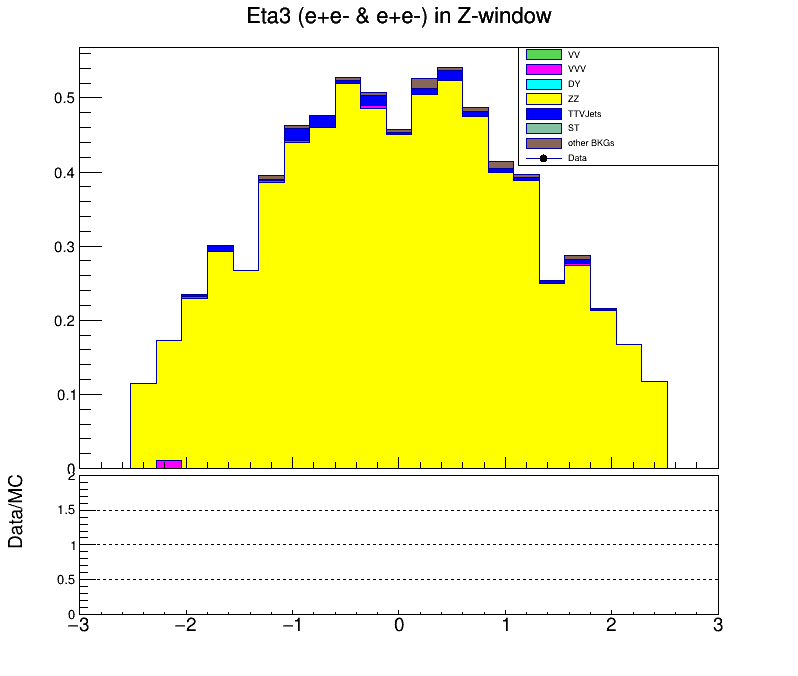 Eta3 (e+e- & e+e-) in Z-window
VV
VVV
DY
ZZ
TTVJets
ST
other BKGs
Data
0.5
0.4
0.3
0.2
0.1
0
2
1.5
1
0.5
0
Data/MC
−3 −2 −1 0 1 2 3